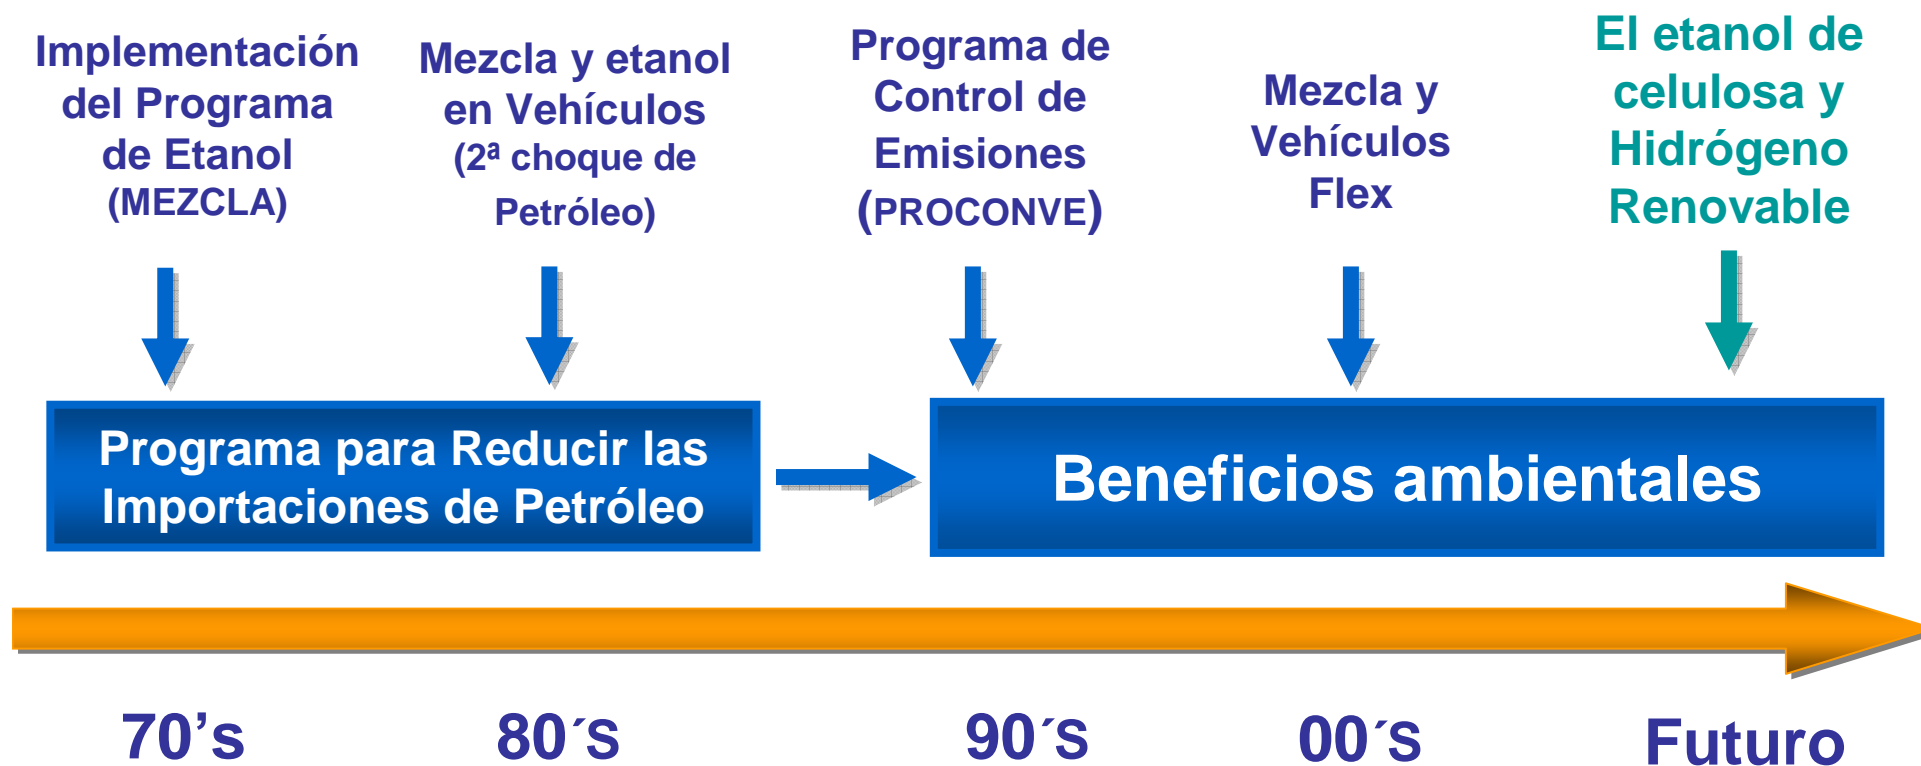 Implementación
del Programa
de Etanol
(MEZCLA)
Mezcla y etanol
en Vehículos
(2ª choque de
Petróleo)
Programa de
Control de
Emisiones
(PROCONVE)
Mezcla y
Vehículos
Flex
El etanol de
celulosa y
Hidrógeno
Renovable
Programa para Reducir las
Importaciones de Petróleo
Beneficios ambientales
70’s
80´S
90´S
00´S
Futuro